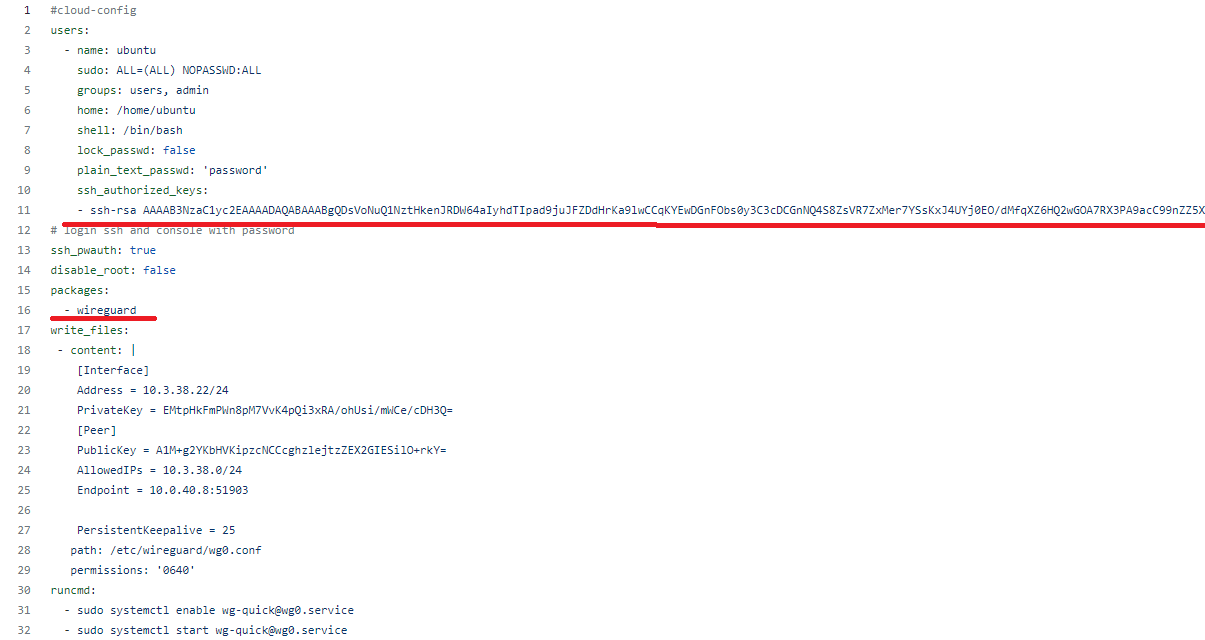 1 #cloud-config
2 users:
3 - name: ubuntu
4 sudo: ALL=(ALL) NOPASSWD:ALL
5 groups: users, admin
6 home: /home/ubuntu
7 shell: /bin/bash
8 lock_passwd: false
9 plain_text_passwd: 'password'
10 ssh_authorized_keys:
11 - ssh-rsa AAAAB3NzaC1yc2EAAAADAQABAAABgQDsVoNuQ1NztHkenJRDW64aIyhdTIpad9juJFZDdHrKa9lwCCqKYEwDGnFObs0y3C3cDCGnNQ4S8ZsVR7ZxMer7YSsKxJ4UYj0EO/dMfqXZ6HQ2wGOA7RX3PA9acC99nZZ5X
12 # login ssh and console with password
13 ssh_pwauth: true
14 disable_root: false
15 packages:
16 - wireguard
17 write_files:
18 - content: |
19 [Interface]
20 Address = 10.3.38.22/24
21 PrivateKey = EMtpHkFmPWn8pM7VvK4pQi3xRA/ohUsi/mWCe/cDH3Q=
22 [Peer]
23 PublicKey = A1M+g2YKbHVKipzcNCCcghzlejtzZEX2GIESilO+rkY=
24 AllowedIPs = 10.3.38.0/24
25 Endpoint = 10.0.40.8:51903
26
27 PersistentKeepalive = 25
28 path: /etc/wireguard/wg0.conf
29 permissions: '0640'
30 runcmd:
31 - sudo systemctl enable wg-quick@wg0.service
32 - sudo systemctl start wg-quick@wg0.service